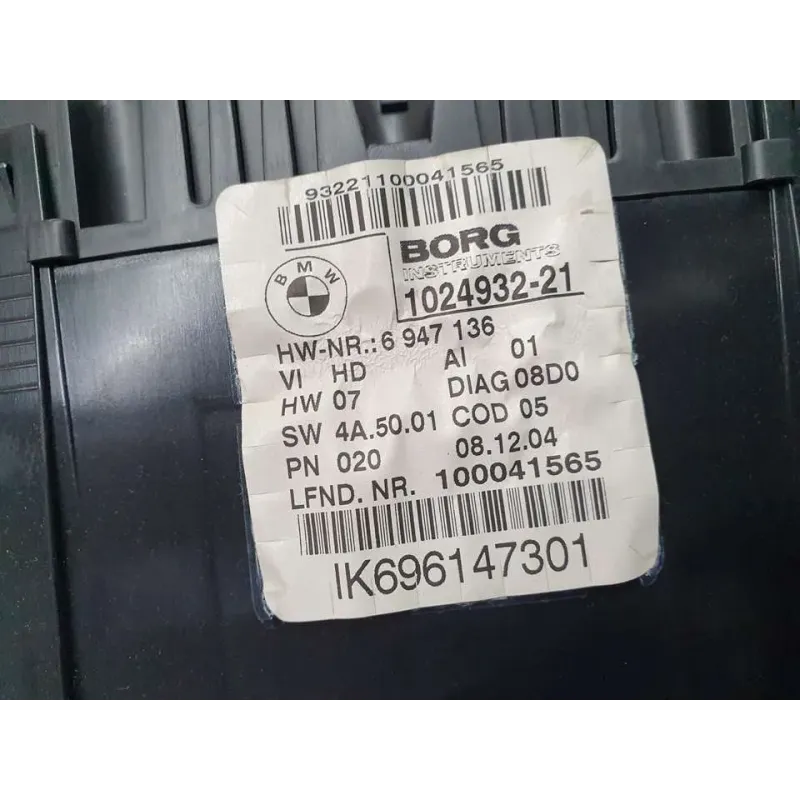 93221100041565
BMW
BORG
INSTRUMENTS
1024932-21
HW-NR.:6 947 136
VI HD AI 01
HW 07 DIAG 08D0
SW 4A.50.01 COD 05
PN 020 08.12.04
LFND. NR. 100041565
IK696147301